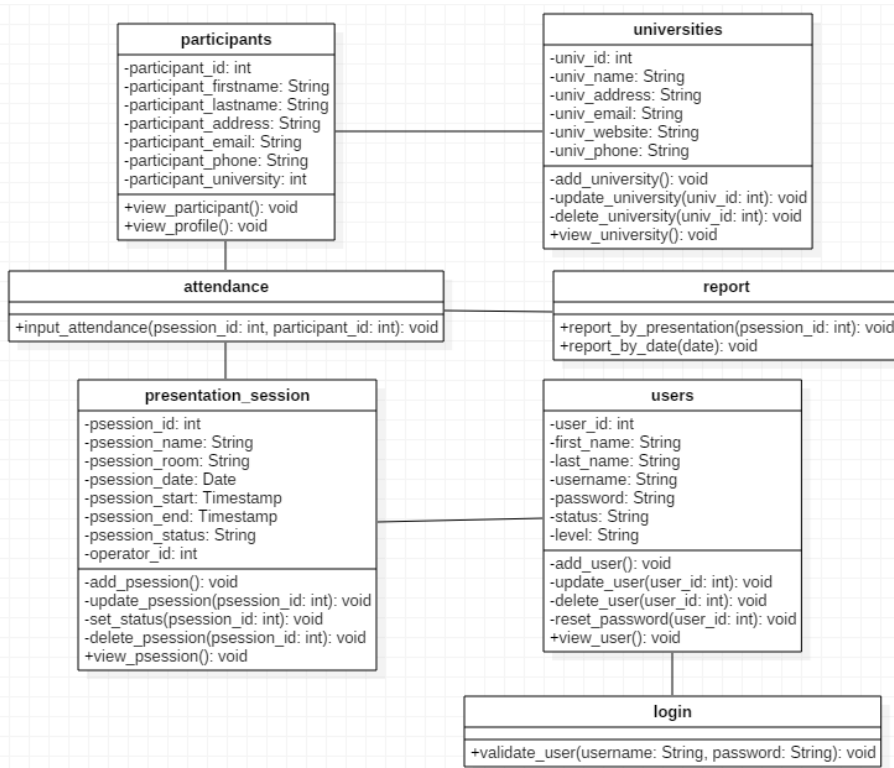 participants
-participant_id: int
-participant_firstname: String
-participant_lastname: String
-participant_address: String
-participant_email: String
-participant_phone: String
-participant_university: int
+view_participant(): void
+view_profile(): void
universities
-univ_id: int
-univ_name: String
-univ_address: String
-univ_email: String
-univ_website: String
-univ_phone: String
-add_university(): void
-update_university(univ_id: int): void
-delete_university(univ_id: int): void
+view_university(): void
attendance
+input_attendance(psession_id: int, participant_id: int): void
report
+report_by_presentation(psession_id: int): void
+report_by_date(date): void
presentation_session
-psession_id: int
-psession_name: String
-psession_room: String
-psession_date: Date
-psession_start: Timestamp
-psession_end: Timestamp
-psession_status: String
-operator_id: int
-add_psession(): void
-update_psession(psession_id: int): void
-set_status(psession_id: int): void
-delete_psession(psession_id: int): void
+view_psession(): void
users
-user_id: int
-first_name: String
-last_name: String
-username: String
-password: String
-status: String
-level: String
-add_user(): void
-update_user(user_id: int): void
-delete_user(user_id: int): void
-reset_password(user_id: int): void
+view_user(): void
login
+validate_user(username: String, password: String): void